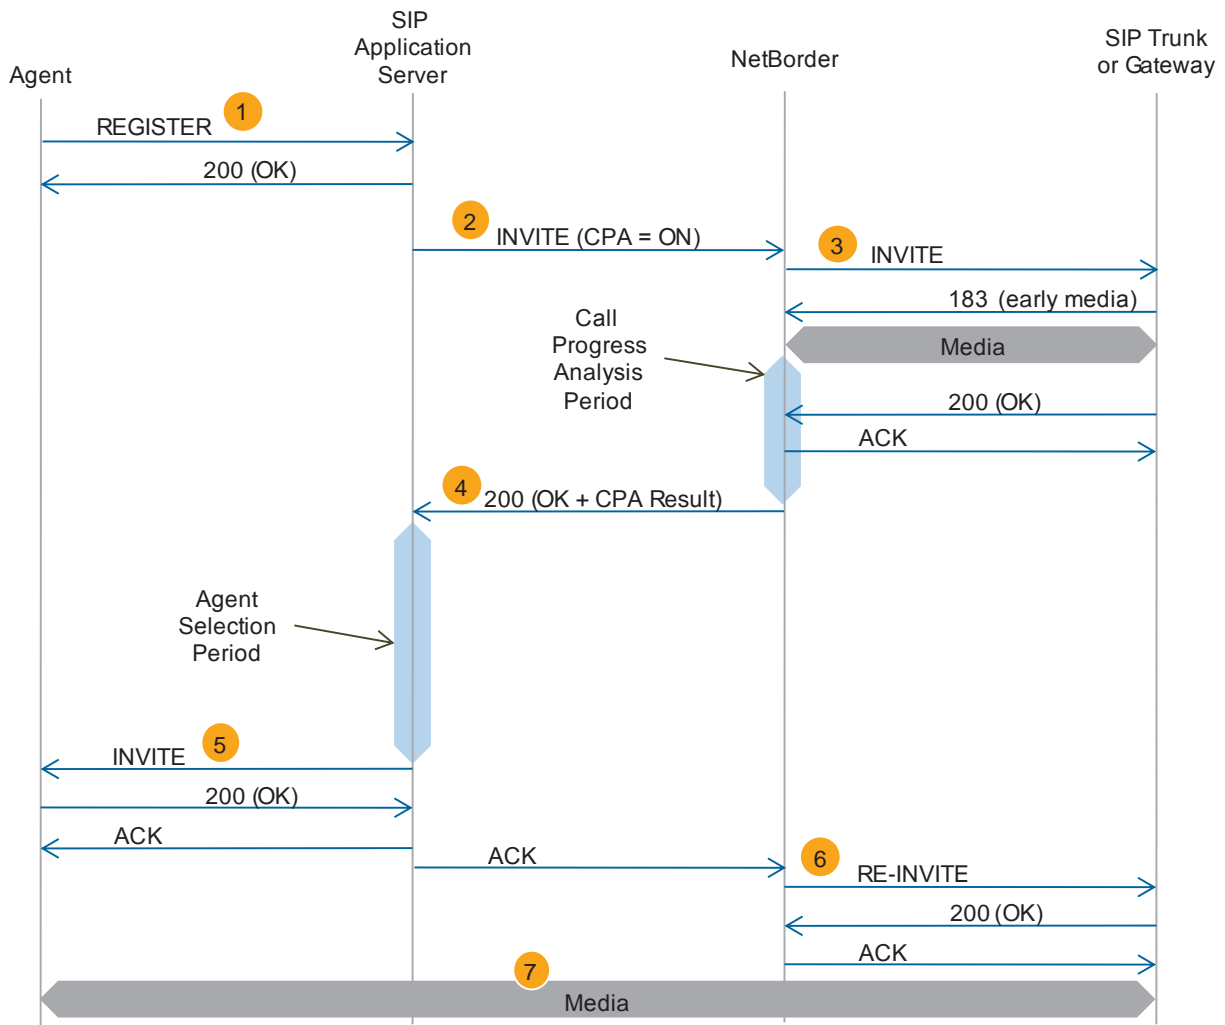 Agent
SIP
Application
Server
NetBorder
SIP Trunk
or Gateway
1
REGISTER
200 (OK)
2
INVITE (CPA = ON)
3
INVITE
183 (early media)
Media
Call
Progress
Analysis
Period
200 (OK)
ACK
4
200 (OK + CPA Result)
Agent
Selection
Period
5
INVITE
200 (OK)
ACK
ACK
6
RE-INVITE
200 (OK)
ACK
7
Media